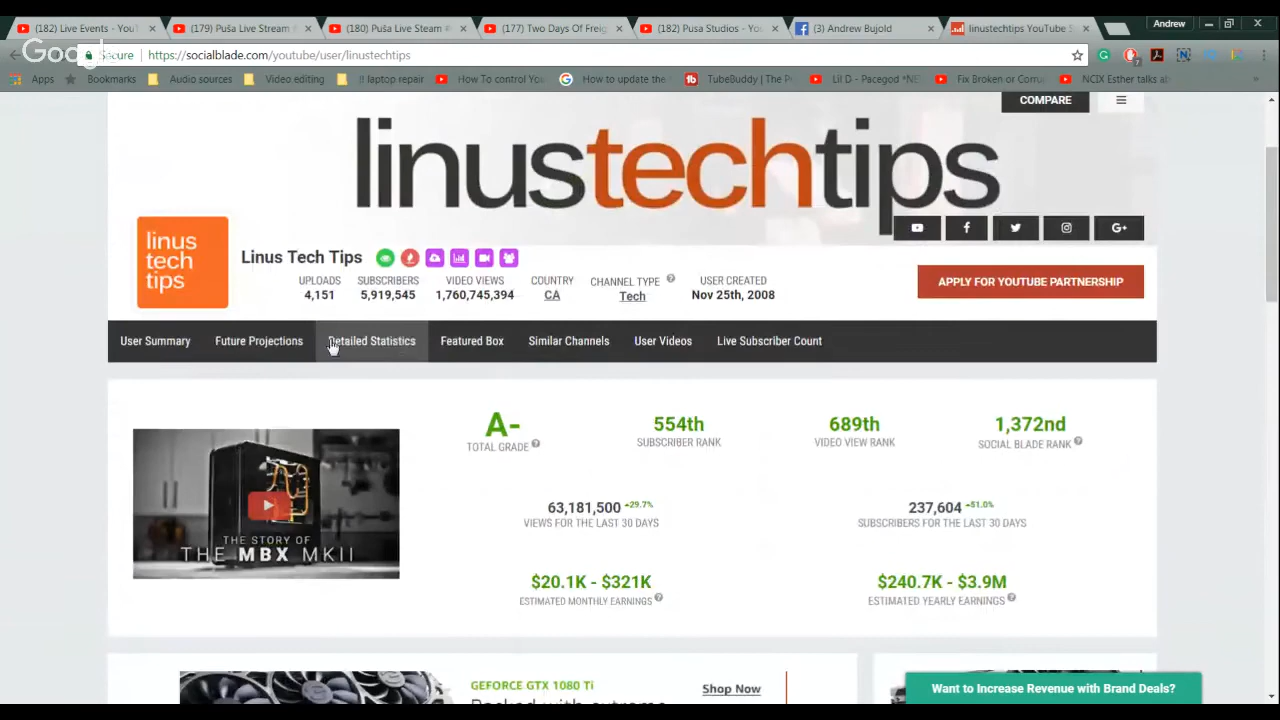 (182) Live Events - YouT
(179) Puša Live Stream #
(180) Puša Live Steam #
(177) Two Days Of Freig
(182) Pusa Studios - You
(3) Andrew Bujold
linustechtips YouTube S
Andrew
Secure
https://socialblade.com/youtube/user/linustechtips
Apps
Bookmarks
Audio sources
Video editing
!! laptop repair
How To control You
How to update the
TubeBuddy | The P
Lil D - Pacegod *NE
Fix Broken or Corru
NCIX Esther talks a
COMPARE
linustechtips
linus
tech
tips
Linus Tech Tips
UPLOADS
4,151
SUBSCRIBERS
5,919,545
VIDEO VIEWS
1,760,745,394
COUNTRY
CA
CHANNEL TYPE
Tech
USER CREATED
Nov 25th, 2008
APPLY FOR YOUTUBE PARTNERSHIP
User Summary
Future Projections
Detailed Statistics
Featured Box
Similar Channels
User Videos
Live Subscriber Count
THE STORY OF
THE MBX MKII
A-
TOTAL GRADE
554th
SUBSCRIBER RANK
689th
VIDEO VIEW RANK
1,372nd
SOCIAL BLADE RANK
63,181,500 +29.7%
VIEWS FOR THE LAST 30 DAYS
237,604 +51.0%
SUBSCRIBERS FOR THE LAST 30 DAYS
$20.1K - $321K
ESTIMATED MONTHLY EARNINGS
$240.7K - $3.9M
ESTIMATED YEARLY EARNINGS
GEFORCE GTX 1080 Ti
Shop Now
Want to Increase Revenue with Brand Deals?